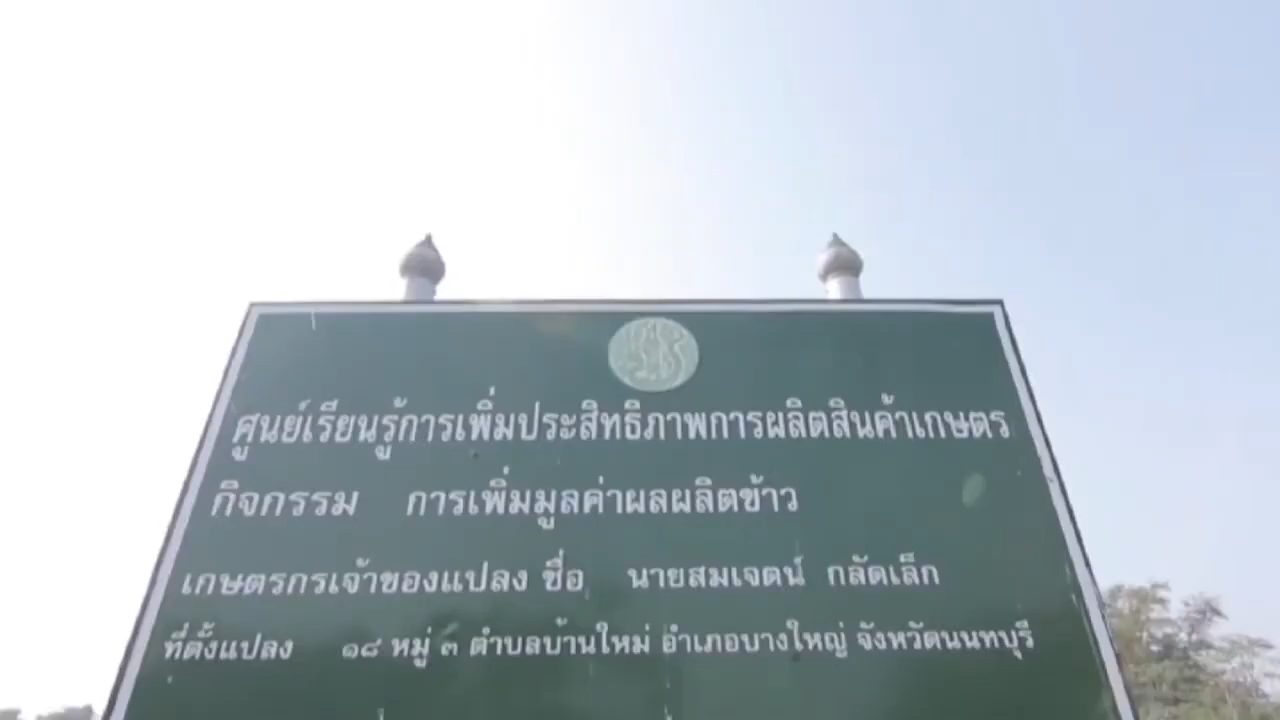 ศูนย์เรียนรู้การเพิ่มประสิทธิภาพการผลิตสินค้าเกษตร
กิจกรรม การเพิ่มมูลค่าผลผลิตข้าว
เกษตรกรเจ้าของแปลง ชื่อ นายสมเจตน์ กลัดเล็ก
ที่ตั้งแปลง ๑๘ หมู่ ๓ ตำบลบ้านใหม่ อำเภอบางใหญ่ จังหวัดนนทบุรี